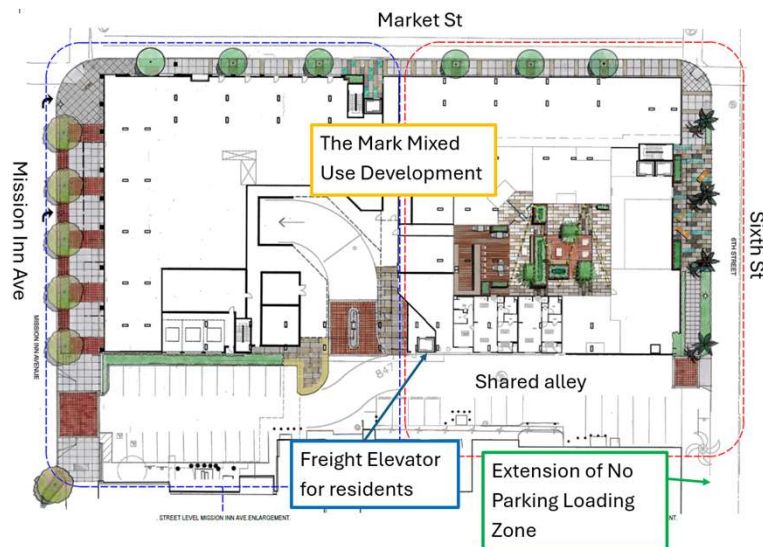 Market St
The Mark Mixed
Use Development
Mission Inn Ave
Sixth St
6TH STREET
MISSION INN AVENUE
Shared alley
847
Freight Elevator
for residents
Extension of No
Parking Loading
Zone
STREET LEVEL MISSION INN AVE ENLARGEMENT.